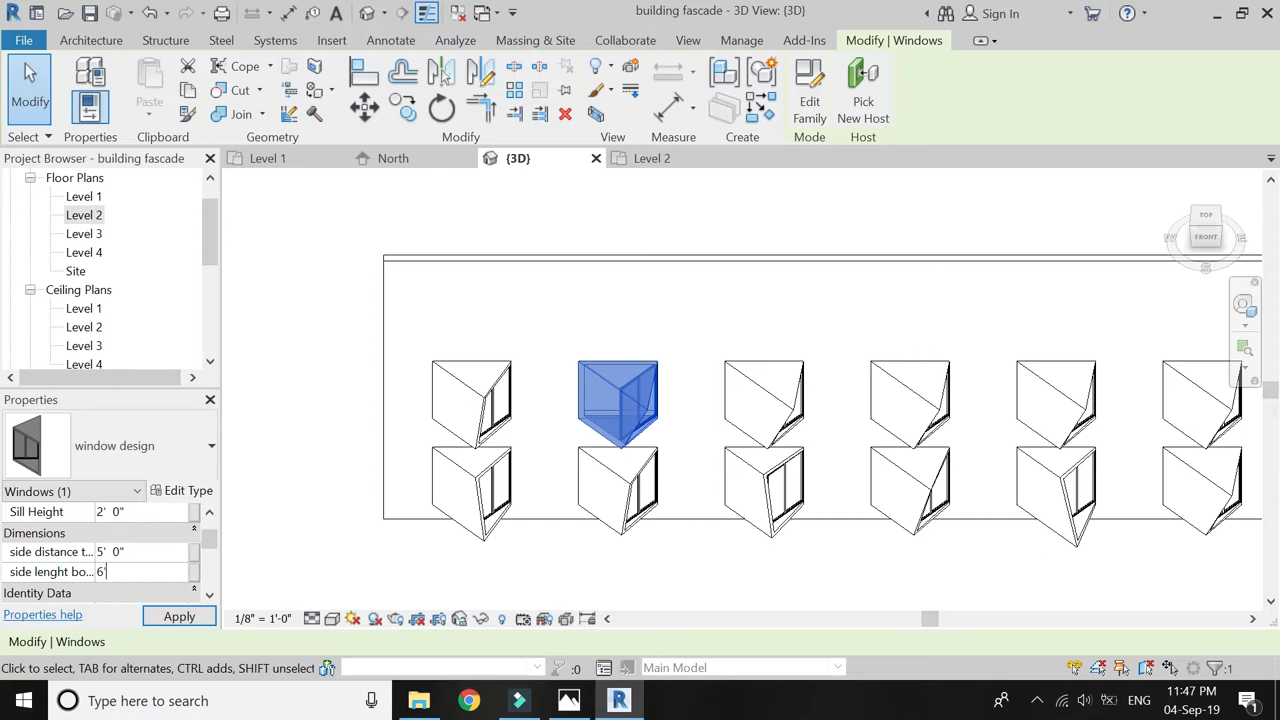 building fascade - 3D View: {3D}
Sign In
File
Architecture
Structure
Steel
Systems
Insert
Annotate
Analyze
Massing & Site
Collaborate
View
Manage
Add-Ins
Modify | Windows
Modify
Paste
Cope
Cut
Join
Edit Family
Pick New Host
Select
Properties
Clipboard
Geometry
Modify
View
Measure
Create
Mode
Host
Project Browser - building fascade
Level 1
North
{3D}
Level 2
Floor Plans
Level 1
Level 2
Level 3
Level 4
Site
Ceiling Plans
Level 1
Level 2
Level 3
Level 4
TOP
FRONT
Properties
window design
Windows (1)
Edit Type
Sill Height
2' 0"
Dimensions
side distance t...
5' 0"
side lenght bo...
6'
Identity Data
Properties help
Apply
1/8" = 1'-0"
Modify | Windows
Click to select, TAB for alternates, CTRL adds, SHIFT unselect
:0
Main Model
:1
Type here to search
ENG
11:47 PM
04-Sep-19
1